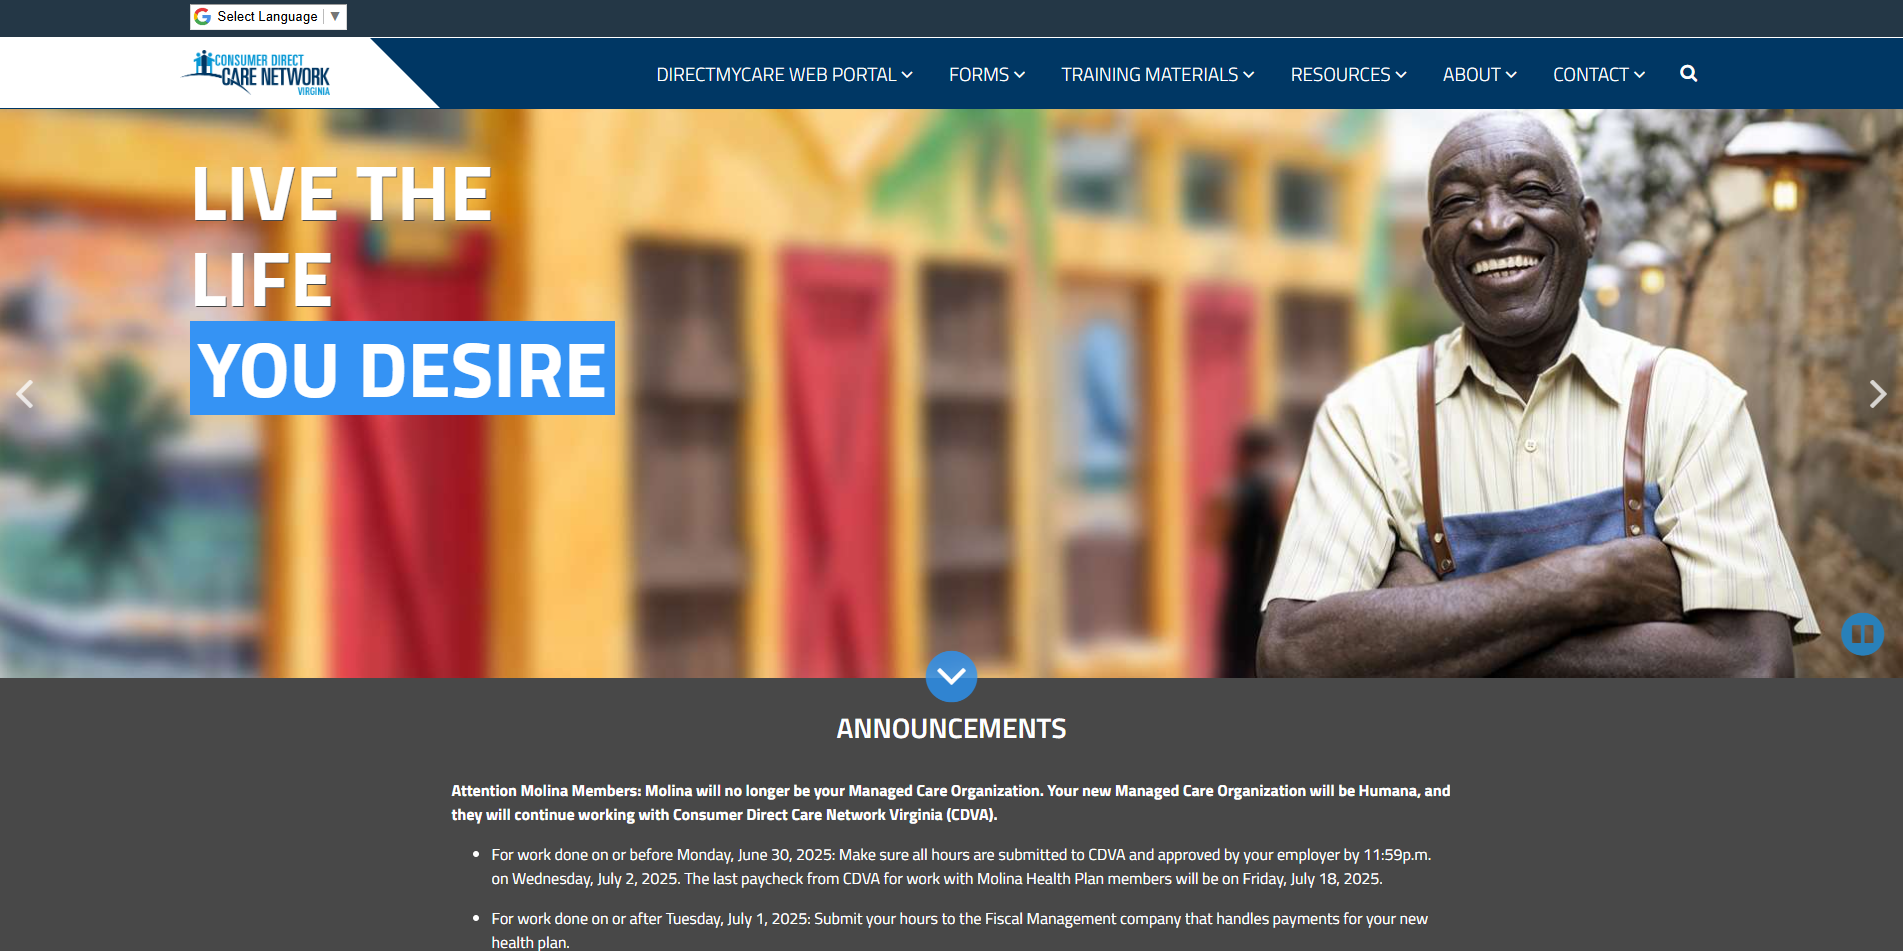 Select Language
CONSUMER DIRECT
CARE NETWORK
VIRGINIA
DIRECTMYCARE WEB PORTAL
FORMS
TRAINING MATERIALS
RESOURCES
ABOUT
CONTACT
LIVE THE
LIFE
YOU DESIRE
ANNOUNCEMENTS
Attention Molina Members: Molina will no longer be your Managed Care Organization. Your new Managed Care Organization will be Humana, and
they will continue working with Consumer Direct Care Network Virginia (CDVA).
• For work done on or before Monday, June 30, 2025: Make sure all hours are submitted to CDVA and approved by your employer by 11:59p.m.
on Wednesday, July 2, 2025. The last paycheck from CDVA for work with Molina Health Plan members will be on Friday, July 18, 2025.
• For work done on or after Tuesday, July 1, 2025: Submit your hours to the Fiscal Management company that handles payments for your new
health plan.